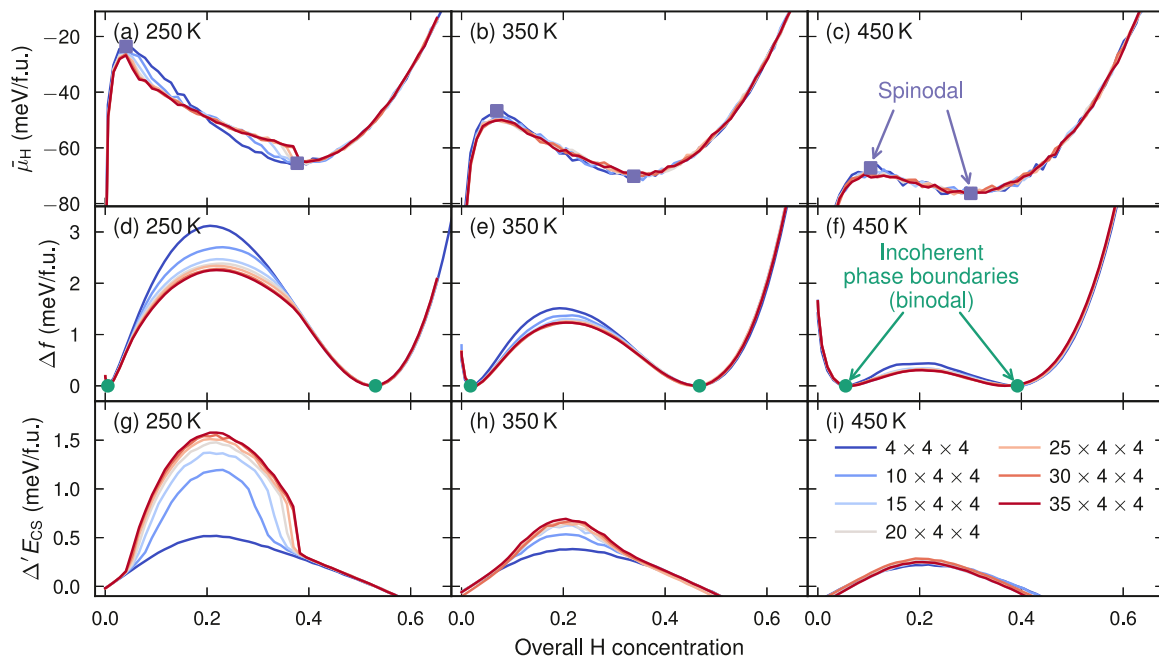 (a) 250 K
(b) 350 K
(c) 450 K
−20
−40
−60
−80
μ̄H (meV/f.u.)
Spinodal
(d) 250 K
(e) 350 K
(f) 450 K
3
2
1
0
Δf (meV/f.u.)
Incoherent
phase boundaries
(binodal)
(g) 250 K
(h) 350 K
(i) 450 K
1.5
1.0
0.5
0.0
Δ′ECS (meV/f.u.)
4 × 4 × 4
10 × 4 × 4
15 × 4 × 4
20 × 4 × 4
25 × 4 × 4
30 × 4 × 4
35 × 4 × 4
0.0 0.2 0.4 0.6 0.0 0.2 0.4 0.6 0.0 0.2 0.4 0.6
Overall H concentration